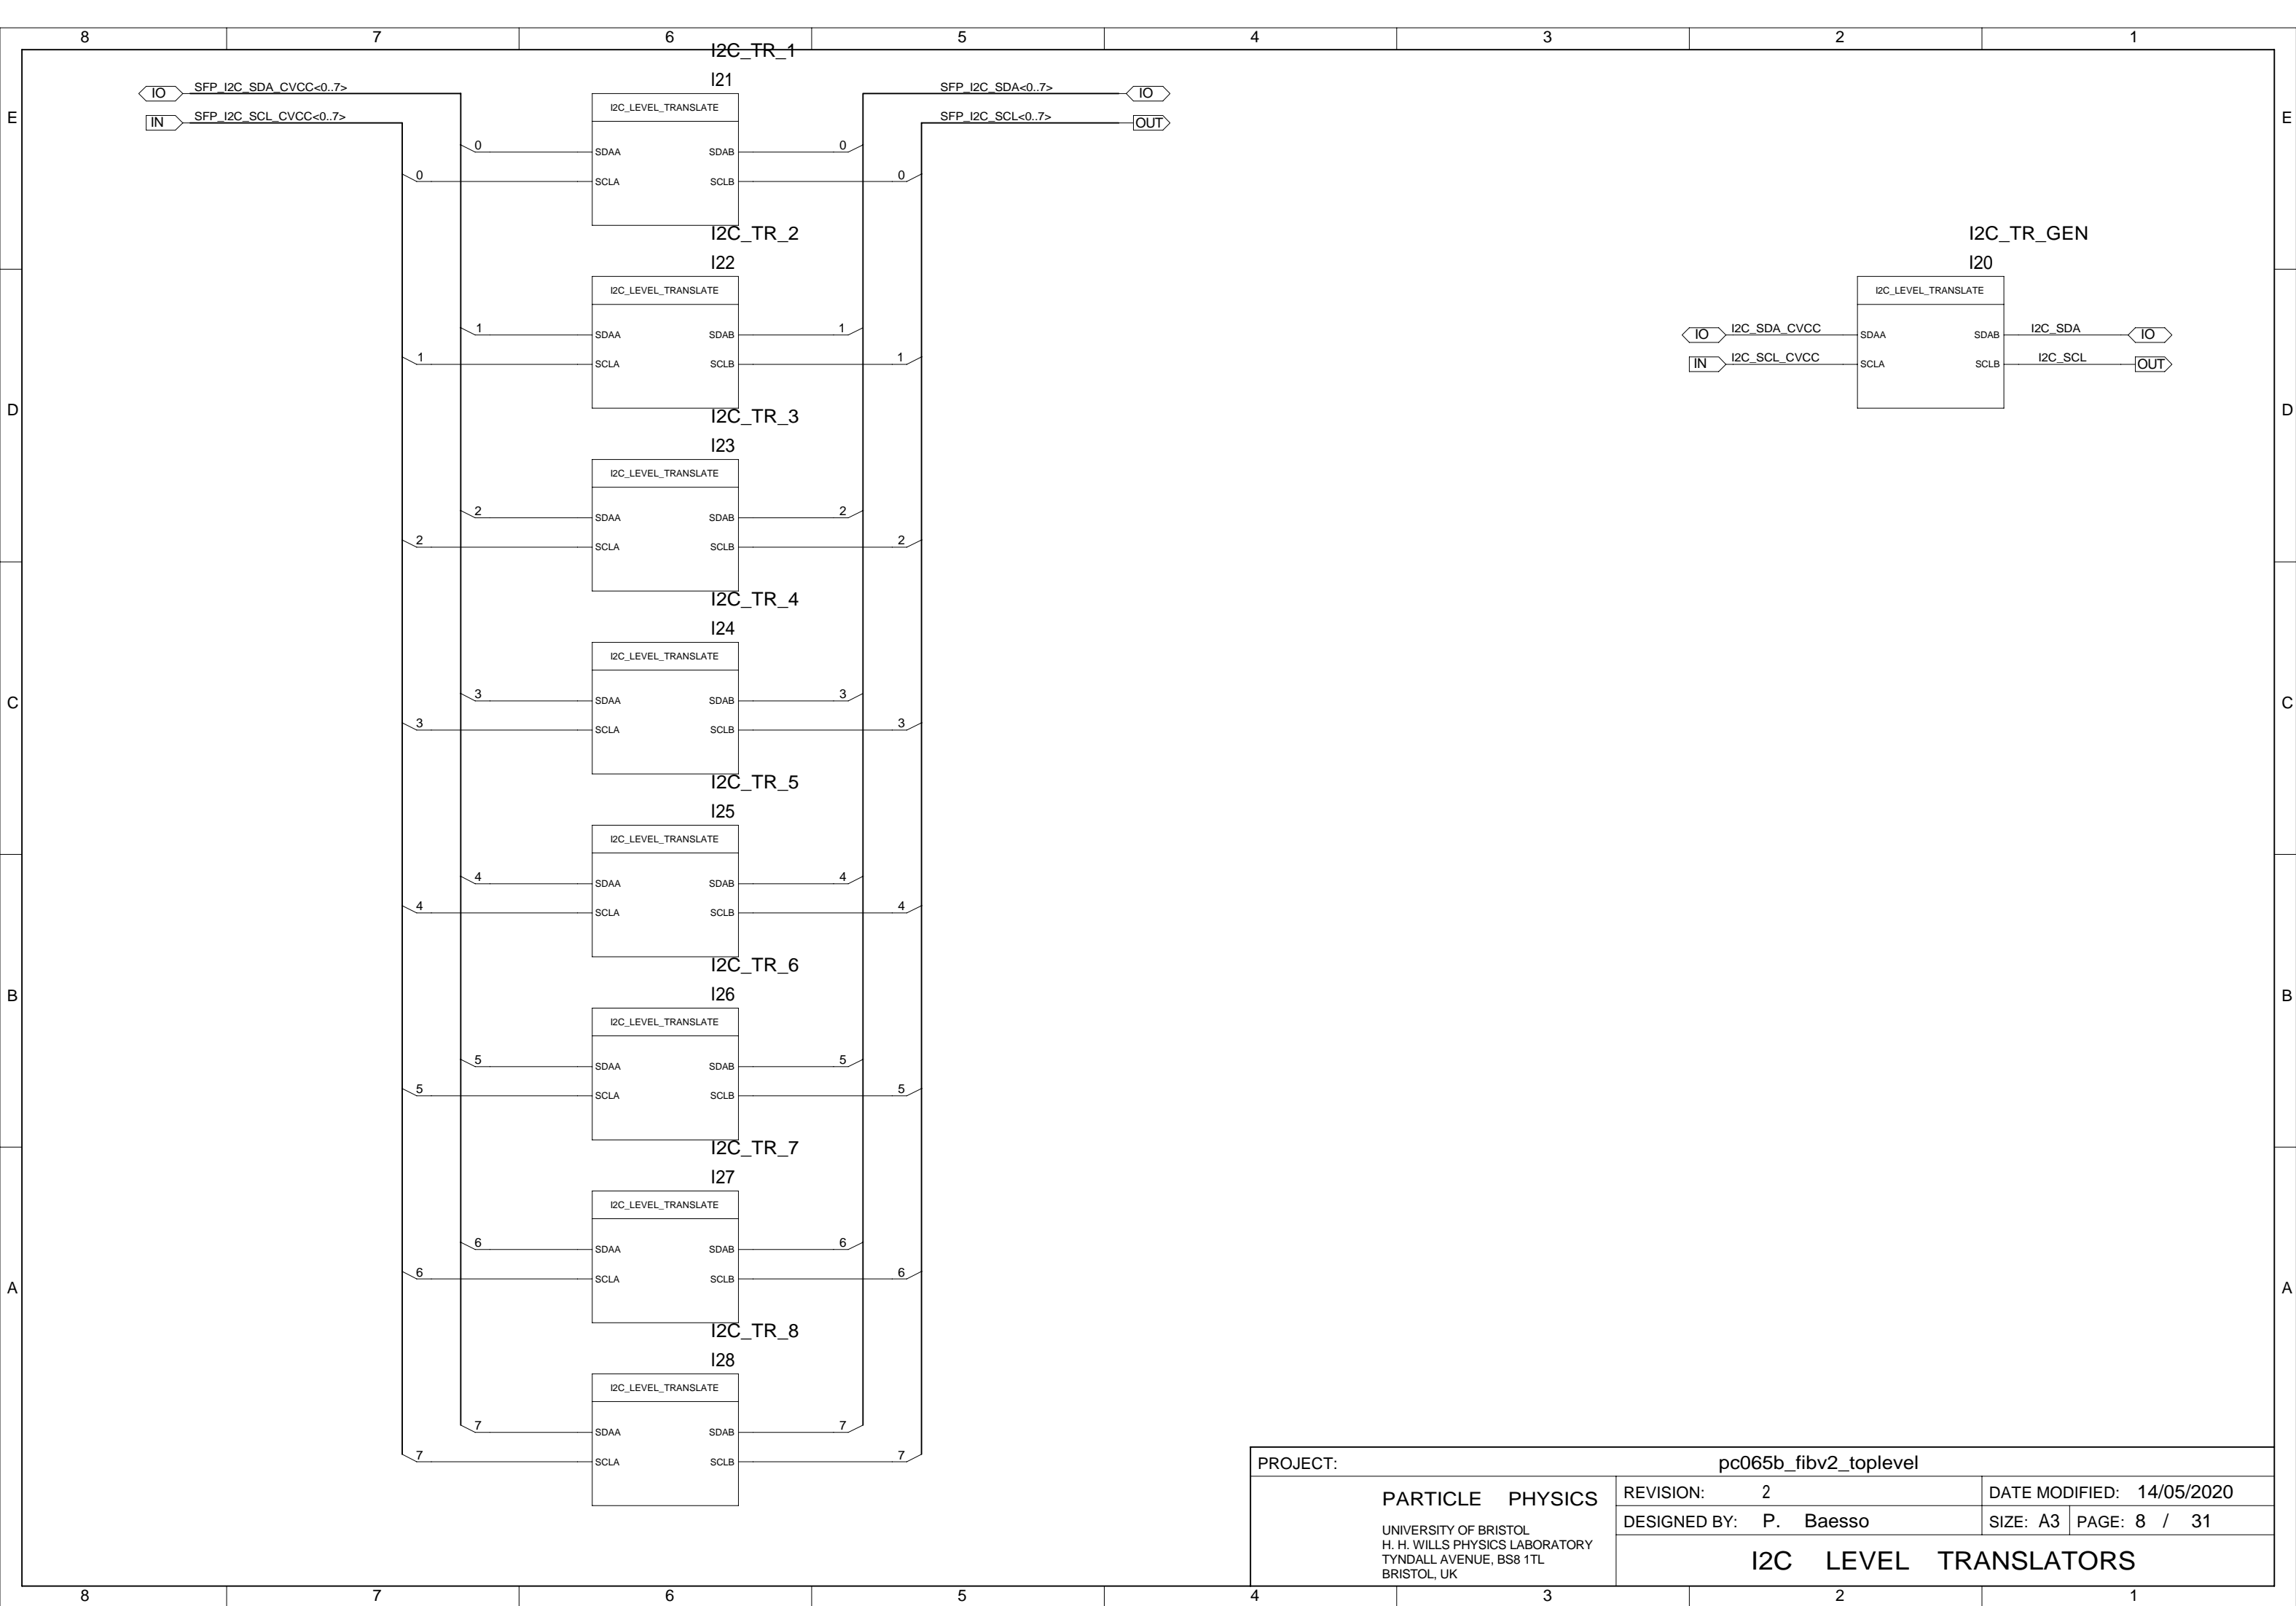 8 7 6 5 4 3 2 1
I2C_TR_1
I21
SFP_I2C_SDA_CVCC<0..7>
IO
SFP_I2C_SCL_CVCC<0..7>
IN
I2C_LEVEL_TRANSLATE
SFP_I2C_SDA<0..7>
IO
SFP_I2C_SCL<0..7>
OUT
E E
0 SDAA SDAB 0
0 SCLA SCLB 0
I2C_TR_2
I22
I2C_LEVEL_TRANSLATE
1 SDAA SDAB 1
1 SCLA SCLB 1
I2C_TR_GEN
I20
I2C_LEVEL_TRANSLATE
IO I2C_SDA_CVCC SDAA SDAB I2C_SDA IO
IN I2C_SCL_CVCC SCLA SCLB I2C_SCL OUT
D D
I2C_TR_3
I23
I2C_LEVEL_TRANSLATE
2 SDAA SDAB 2
2 SCLA SCLB 2
I2C_TR_4
I24
I2C_LEVEL_TRANSLATE
3 SDAA SDAB 3
C C
3 SCLA SCLB 3
I2C_TR_5
I25
I2C_LEVEL_TRANSLATE
4 SDAA SDAB 4
4 SCLA SCLB 4
I2C_TR_6
I26
B B
I2C_LEVEL_TRANSLATE
5 SDAA SDAB 5
5 SCLA SCLB 5
I2C_TR_7
I27
I2C_LEVEL_TRANSLATE
6 SDAA SDAB 6
6 SCLA SCLB 6
A A
I2C_TR_8
I28
I2C_LEVEL_TRANSLATE
7 SDAA SDAB 7
7 SCLA SCLB 7
PROJECT: pc065b_fibv2_toplevel
PARTICLE PHYSICS
UNIVERSITY OF BRISTOL
H. H. WILLS PHYSICS LABORATORY
TYNDALL AVENUE, BS8 1TL
BRISTOL, UK
REVISION: 2
DATE MODIFIED: 14/05/2020
DESIGNED BY: P. Baesso
SIZE: A3 PAGE: 8 / 31
I2C LEVEL TRANSLATORS
8 7 6 5 4 3 2 1